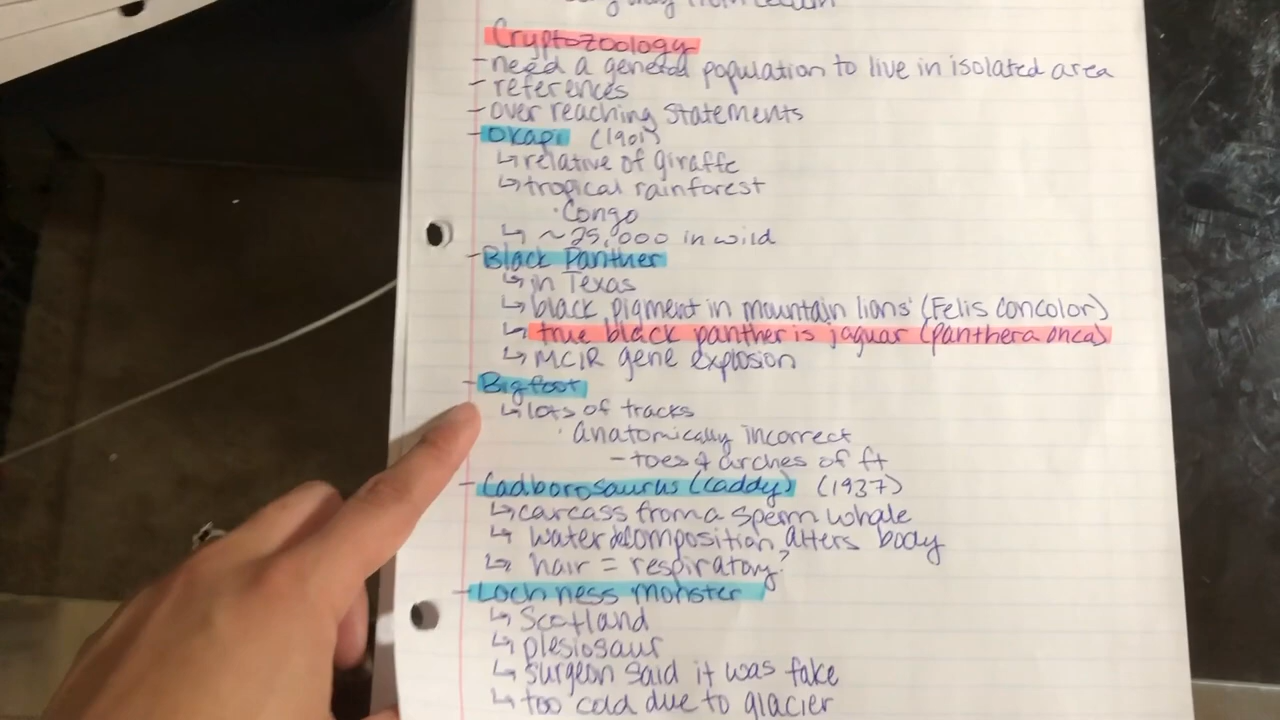 from cecum
Cryptozoology
- need a general population to live in isolated area
- references
- over reaching statements
- Okapi (1901)
↳ relative of giraffe
↳ tropical rainforest
· Congo
↳ ~25,000 in wild
- Black Panther
↳ in Texas
↳ black pigment in mountain lions (Felis concolor)
↳ true black panther is jaguar (panthera onca)
↳ MC1R gene explosion
- Bigfoot
↳ lots of tracks
· anatomically incorrect
- toes & arches of ft
- Cadborosaurus (caddy) (1937)
↳ carcass from a sperm whale
↳ water decomposition alters body
↳ hair = respiratory?
- Loch ness monster
↳ Scotland
↳ plesiosaur
↳ surgeon said it was fake
↳ too cold due to glacier